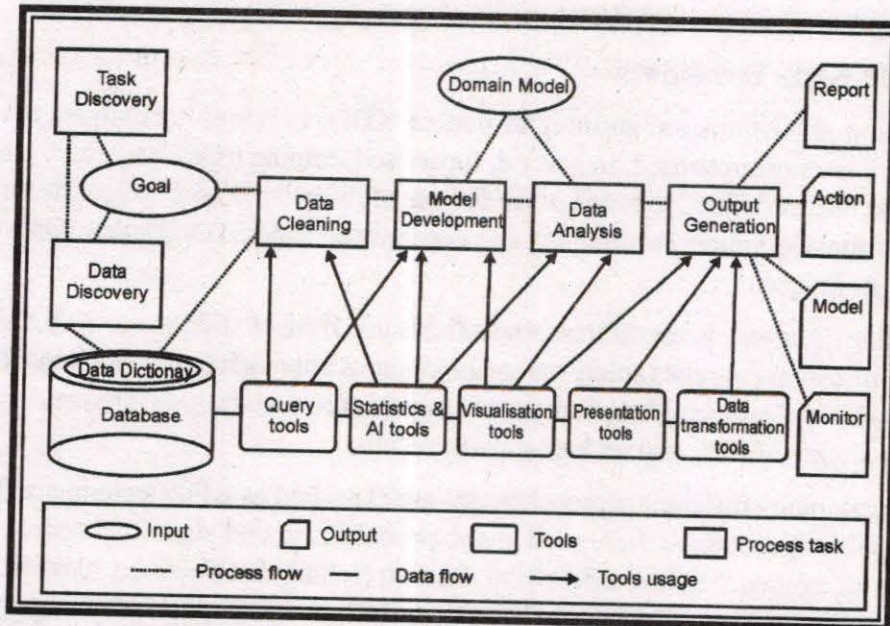 Task
Discovery
Goal
Data
Discovery
Data Dictionay
Database
Domain Model
Data
Cleaning
Model
Development
Data
Analysis
Output
Generation
Report
Action
Model
Monitor
Query
tools
Statistics &
AI tools
Visualisation
tools
Presentation
tools
Data
transformation
tools
Input
Output
Tools
Process task
Process flow
Data flow
Tools usage